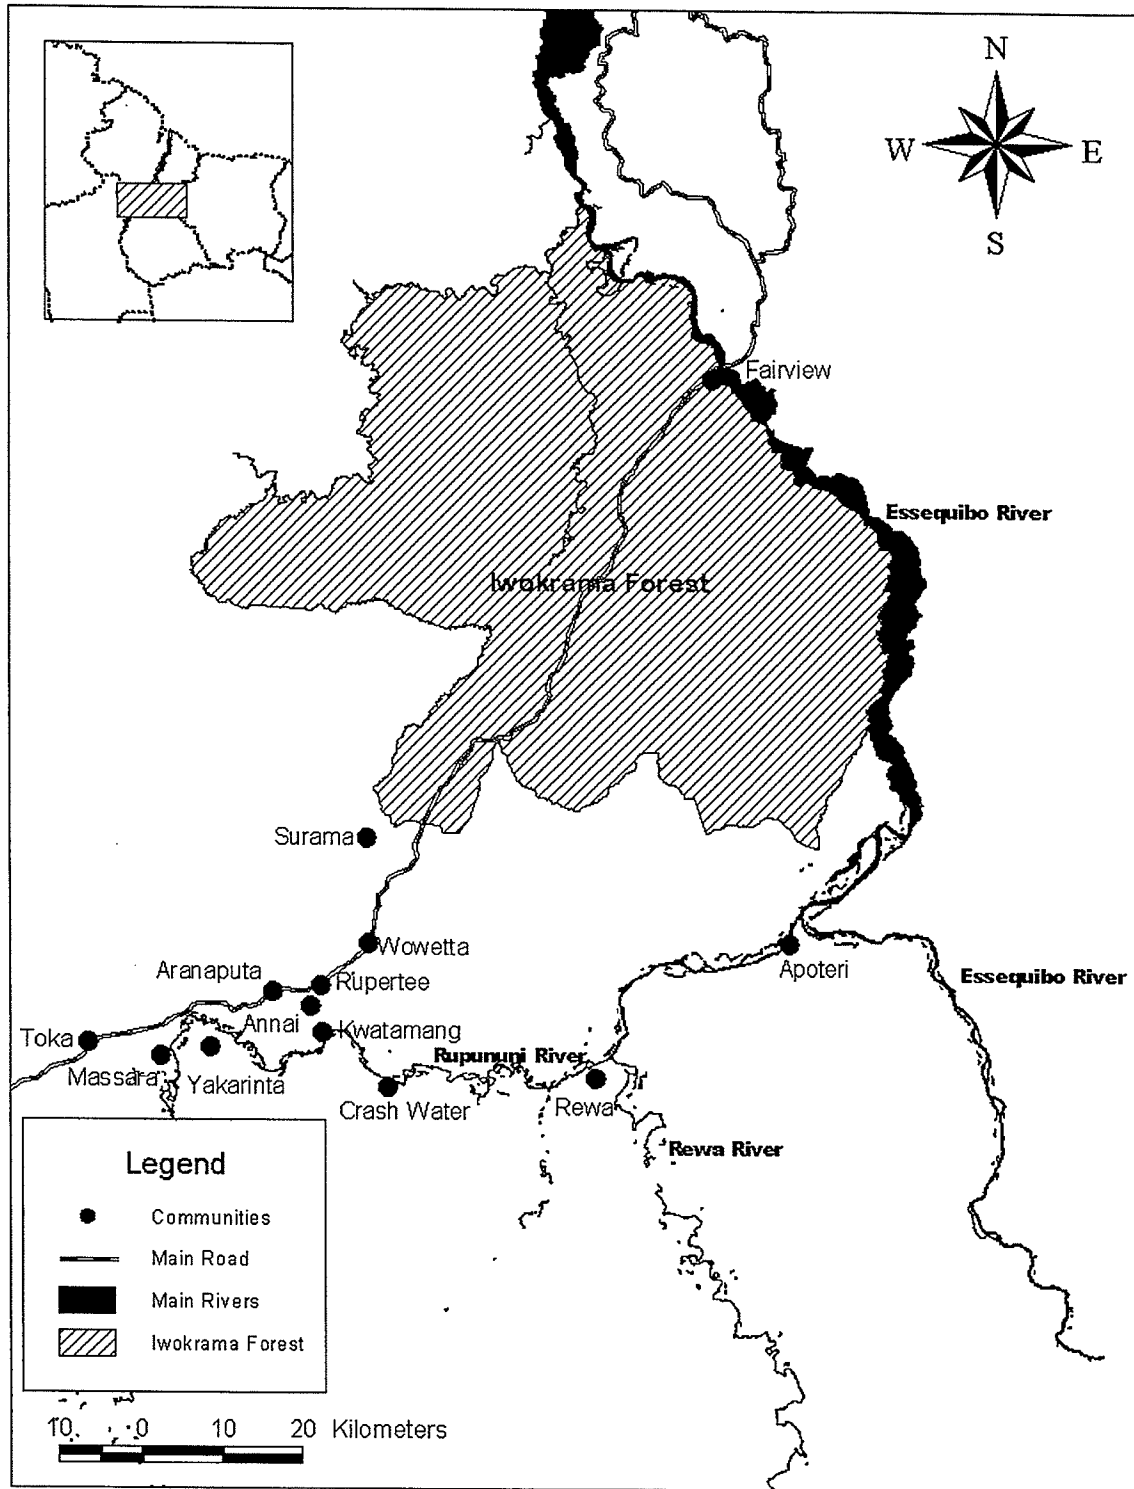 N
W E
S
Fairview
Essequibo River
Iwokrama Forest
Surama
Wowetta
Aranaputa
Rupertee
Apoteri
Essequibo River
Annai
Toka
Kwatamang
Massara
Yakarinta
Rupununi River
Crash Water
Rewa
Rewa River
Legend
Communities
Main Road
Main Rivers
Iwokrama Forest
10 0 10 20 Kilometers